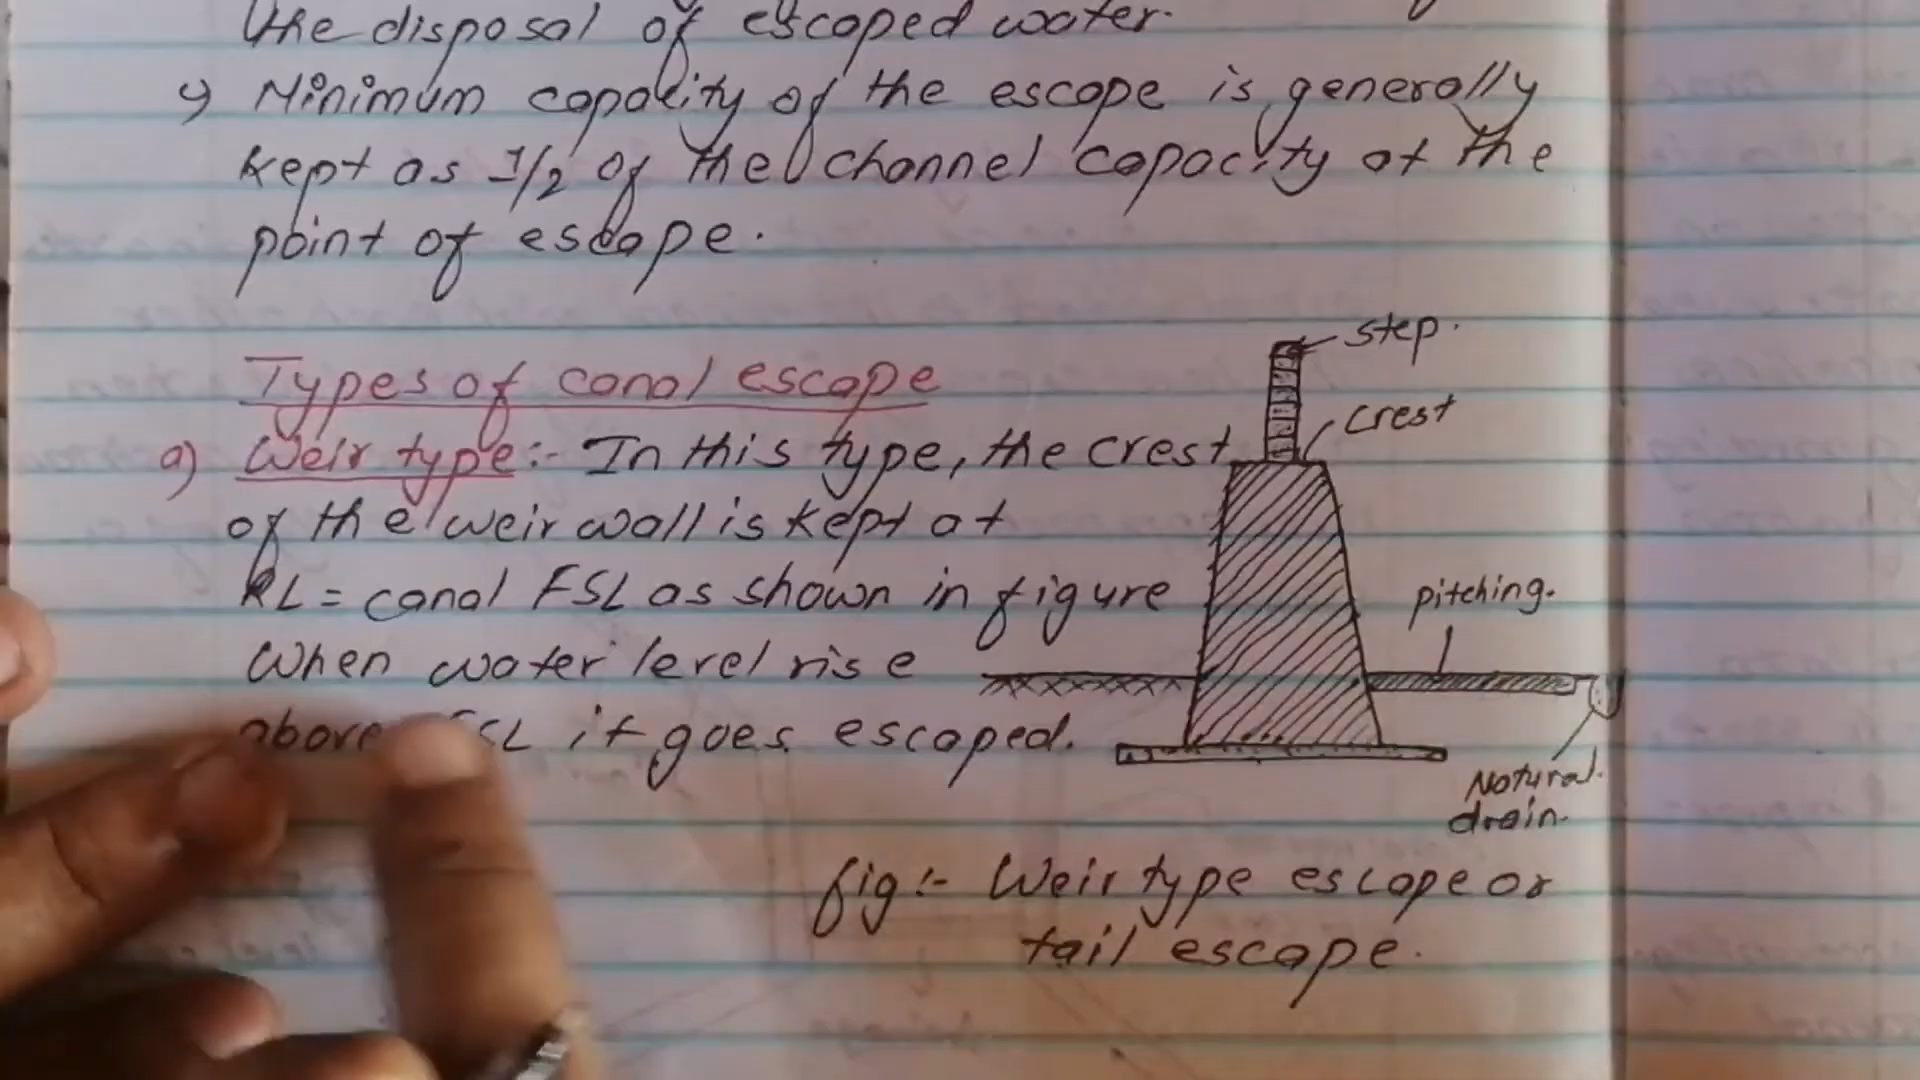 the disposal of escaped water.
c) Minimum capacity of the escape is generally
kept as 1/2 of the channel capacity at the
point of escape.
Types of canal escape
a) Weir type:- In this type, the crest
of the weir wall is kept at
RL = canal FSL as shown in figure
When water level rise
above FSL it goes escaped.
step.
crest
pitching.
Natural.
drain.
fig:- Weir type escape or
tail escape.